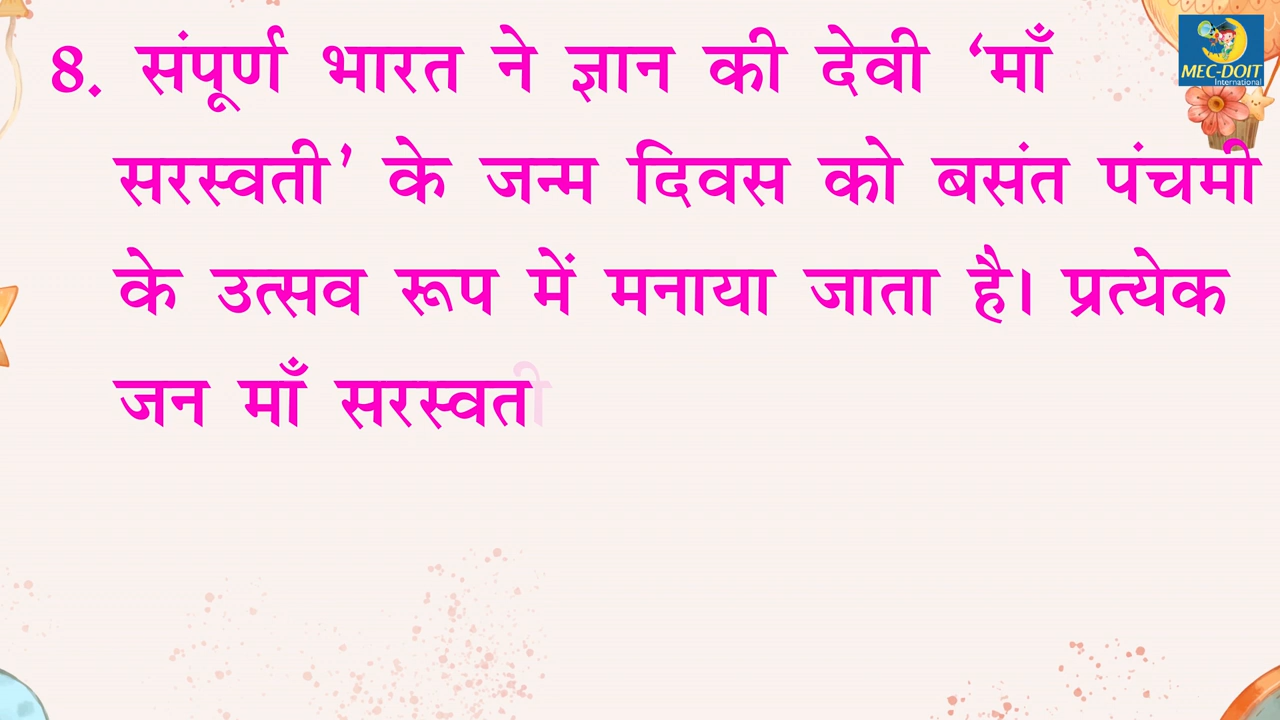 8. संपूर्ण भारत ने ज्ञान की देवी ‘माँ
सरस्वती’ के जन्म दिवस को बसंत पंचमी
के उत्सव रूप में मनाया जाता है। प्रत्येक
जन माँ सरस्वती
MEC-DOIT
International